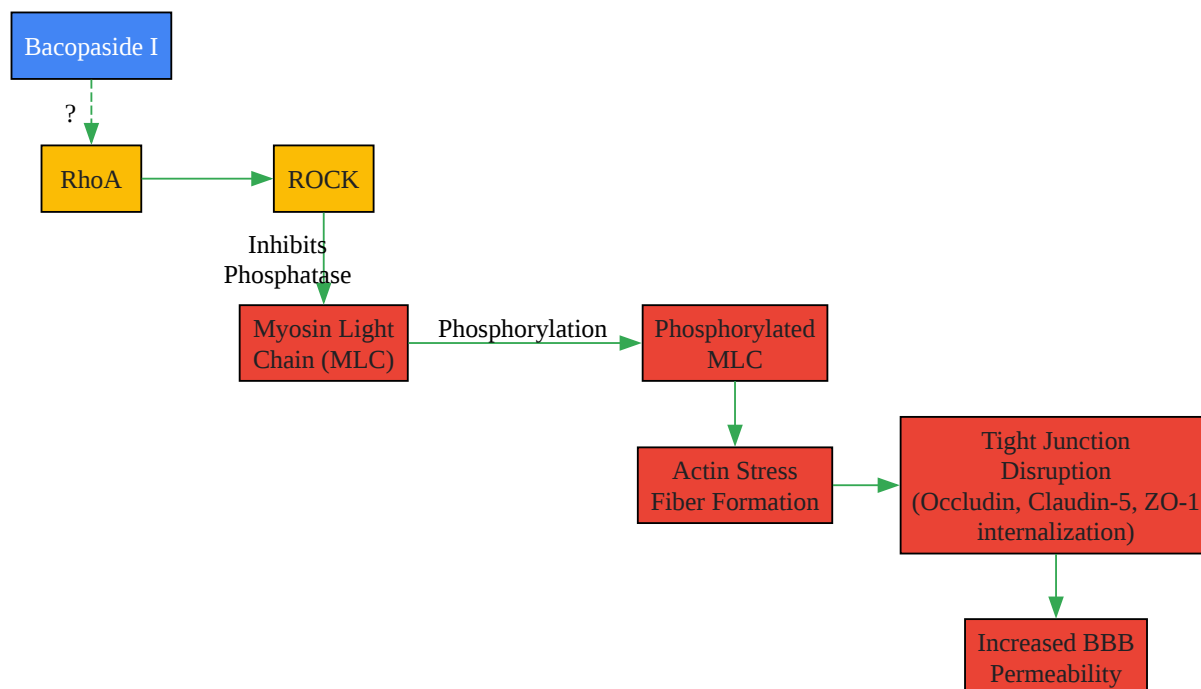 Bacopaside I
?
RhoA
ROCK
Inhibits
Phosphatase
Myosin Light
Chain (MLC)
Phosphorylation
Phosphorylated
MLC
Actin Stress
Fiber Formation
Tight Junction
Disruption
(Occludin, Claudin-5, ZO-1
internalization)
Increased BBB
Permeability